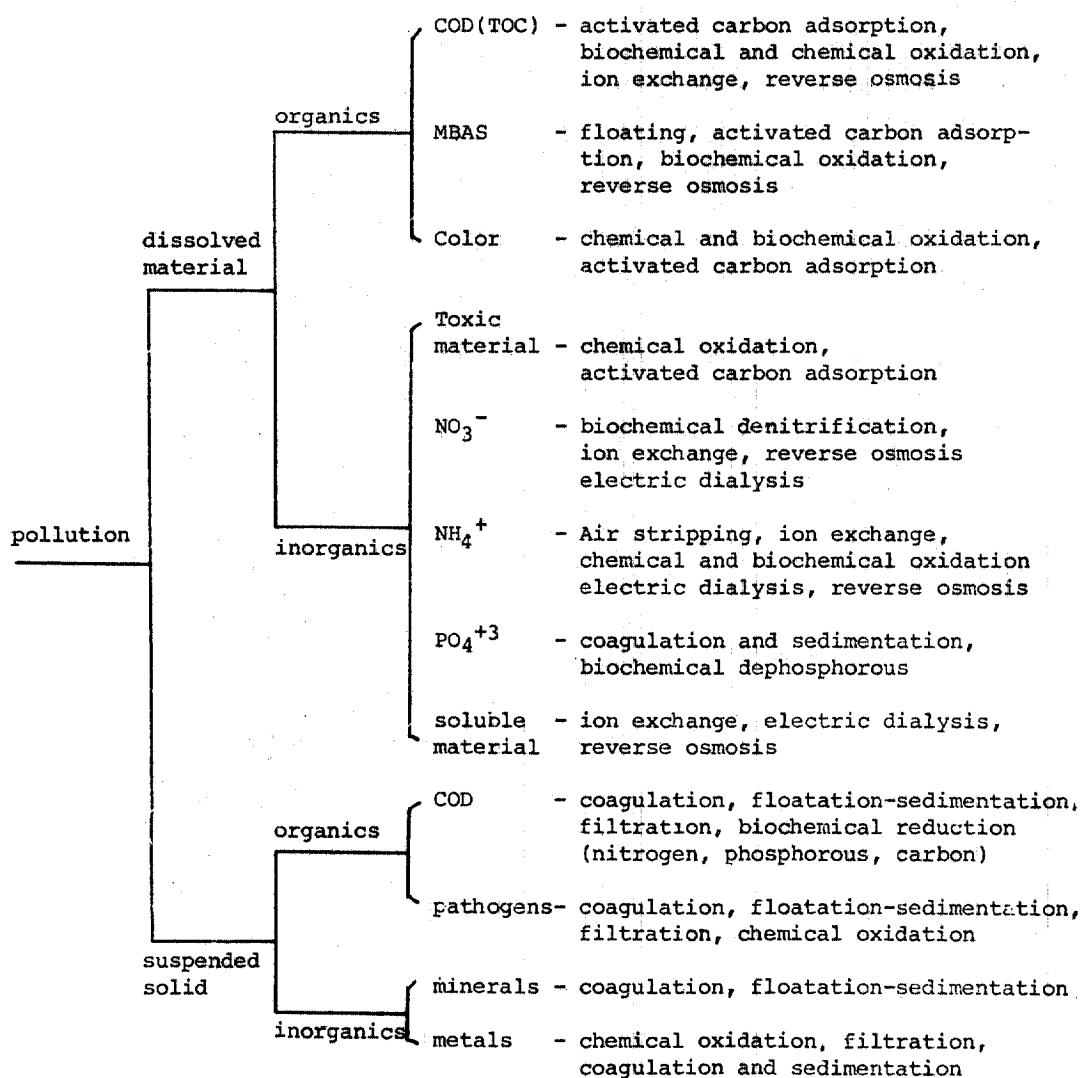 COD(TOC) - activated carbon adsorption,
biochemical and chemical oxidation,
ion exchange, reverse osmosis
organics
MBAS - floating, activated carbon adsorp-
tion, biochemical oxidation,
reverse osmosis
dissolved
material
Color - chemical and biochemical oxidation,
activated carbon adsorption
Toxic
material - chemical oxidation,
activated carbon adsorption
NO₃⁻ - biochemical denitrification,
ion exchange, reverse osmosis
electric dialysis
pollution
inorganics
NH₄⁺ - Air stripping, ion exchange,
chemical and biochemical oxidation
electric dialysis, reverse osmosis
PO₄⁺³ - coagulation and sedimentation,
biochemical dephosphorous
soluble - ion exchange, electric dialysis,
material reverse osmosis
organics
COD - coagulation, floatation-sedimentation,
filtration, biochemical reduction
(nitrogen, phosphorous, carbon)
pathogens- coagulation, floatation-sedimentation,
filtration, chemical oxidation
suspended
solid
minerals - coagulation, floatation-sedimentation
inorganics
metals - chemical oxidation, filtration,
coagulation and sedimentation